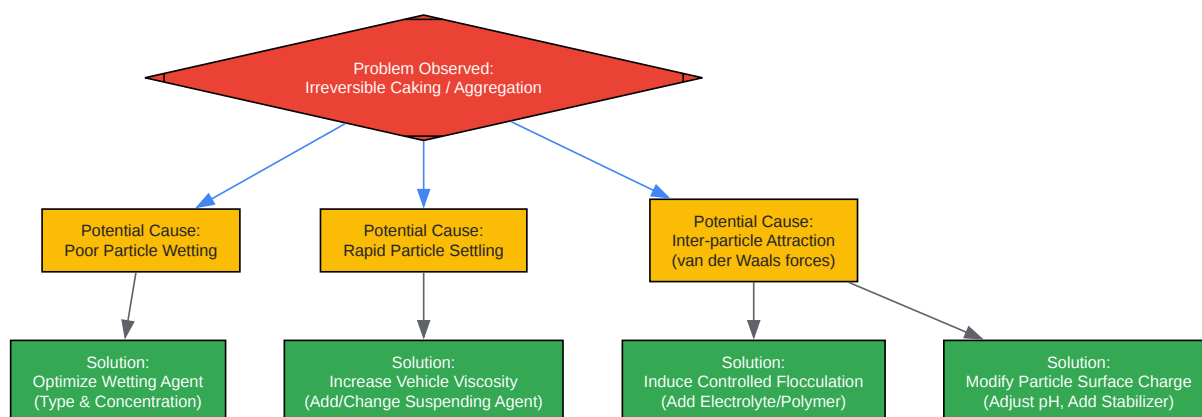 Problem Observed:
Irreversible Caking / Aggregation
Potential Cause:
Poor Particle Wetting
Potential Cause:
Rapid Particle Settling
Potential Cause:
Inter-particle Attraction
(van der Waals forces)
Solution:
Optimize Wetting Agent
(Type & Concentration)
Solution:
Increase Vehicle Viscosity
(Add/Change Suspending Agent)
Solution:
Induce Controlled Flocculation
(Add Electrolyte/Polymer)
Solution:
Modify Particle Surface Charge
(Adjust pH, Add Stabilizer)